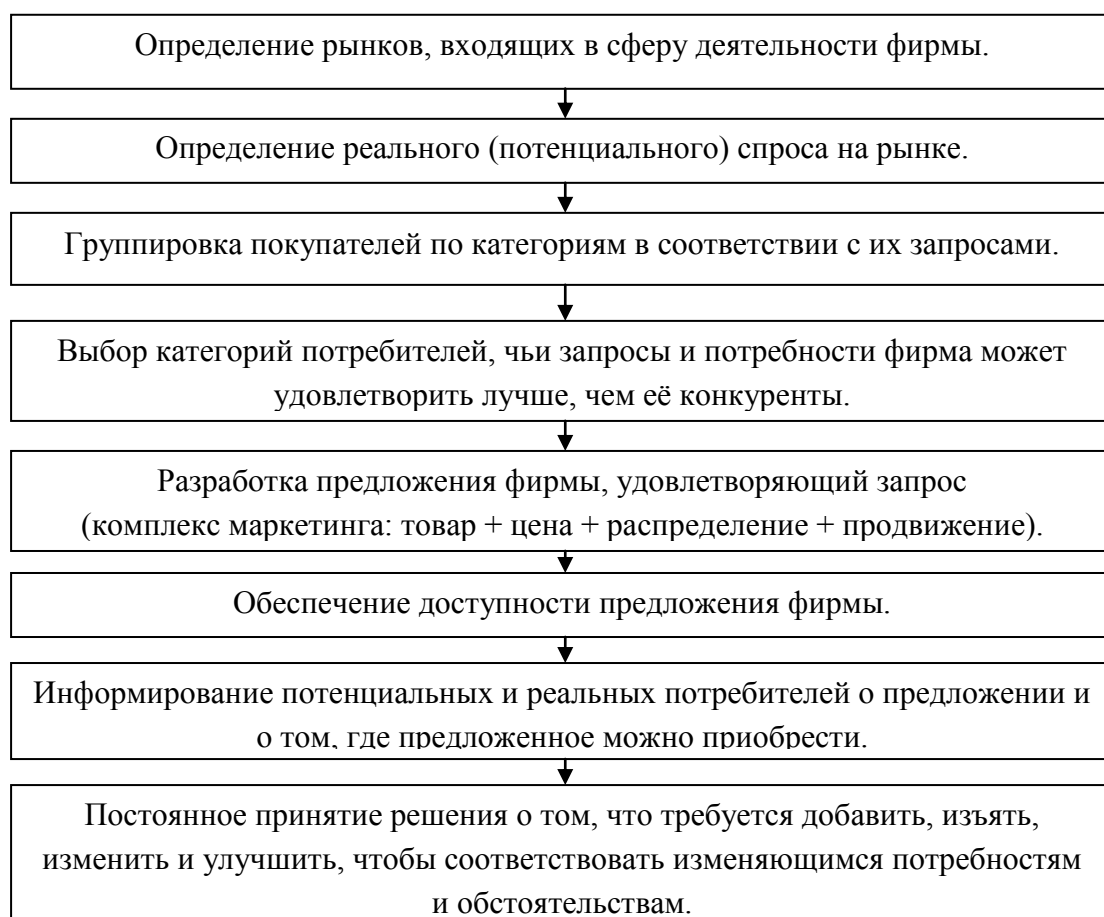 Определение рынков, входящих в сферу деятельности фирмы.
Определение реального (потенциального) спроса на рынке.
Группировка покупателей по категориям в соответствии с их запросами.
Выбор категорий потребителей, чьи запросы и потребности фирма может
удовлетворить лучше, чем её конкуренты.
Разработка предложения фирмы, удовлетворяющий запрос
(комплекс маркетинга: товар + цена + распределение + продвижение).
Обеспечение доступности предложения фирмы.
Информирование потенциальных и реальных потребителей о предложении и
о том, где предложенное можно приобрести.
Постоянное принятие решения о том, что требуется добавить, изъять,
изменить и улучшить, чтобы соответствовать изменяющимся потребностям
и обстоятельствам.